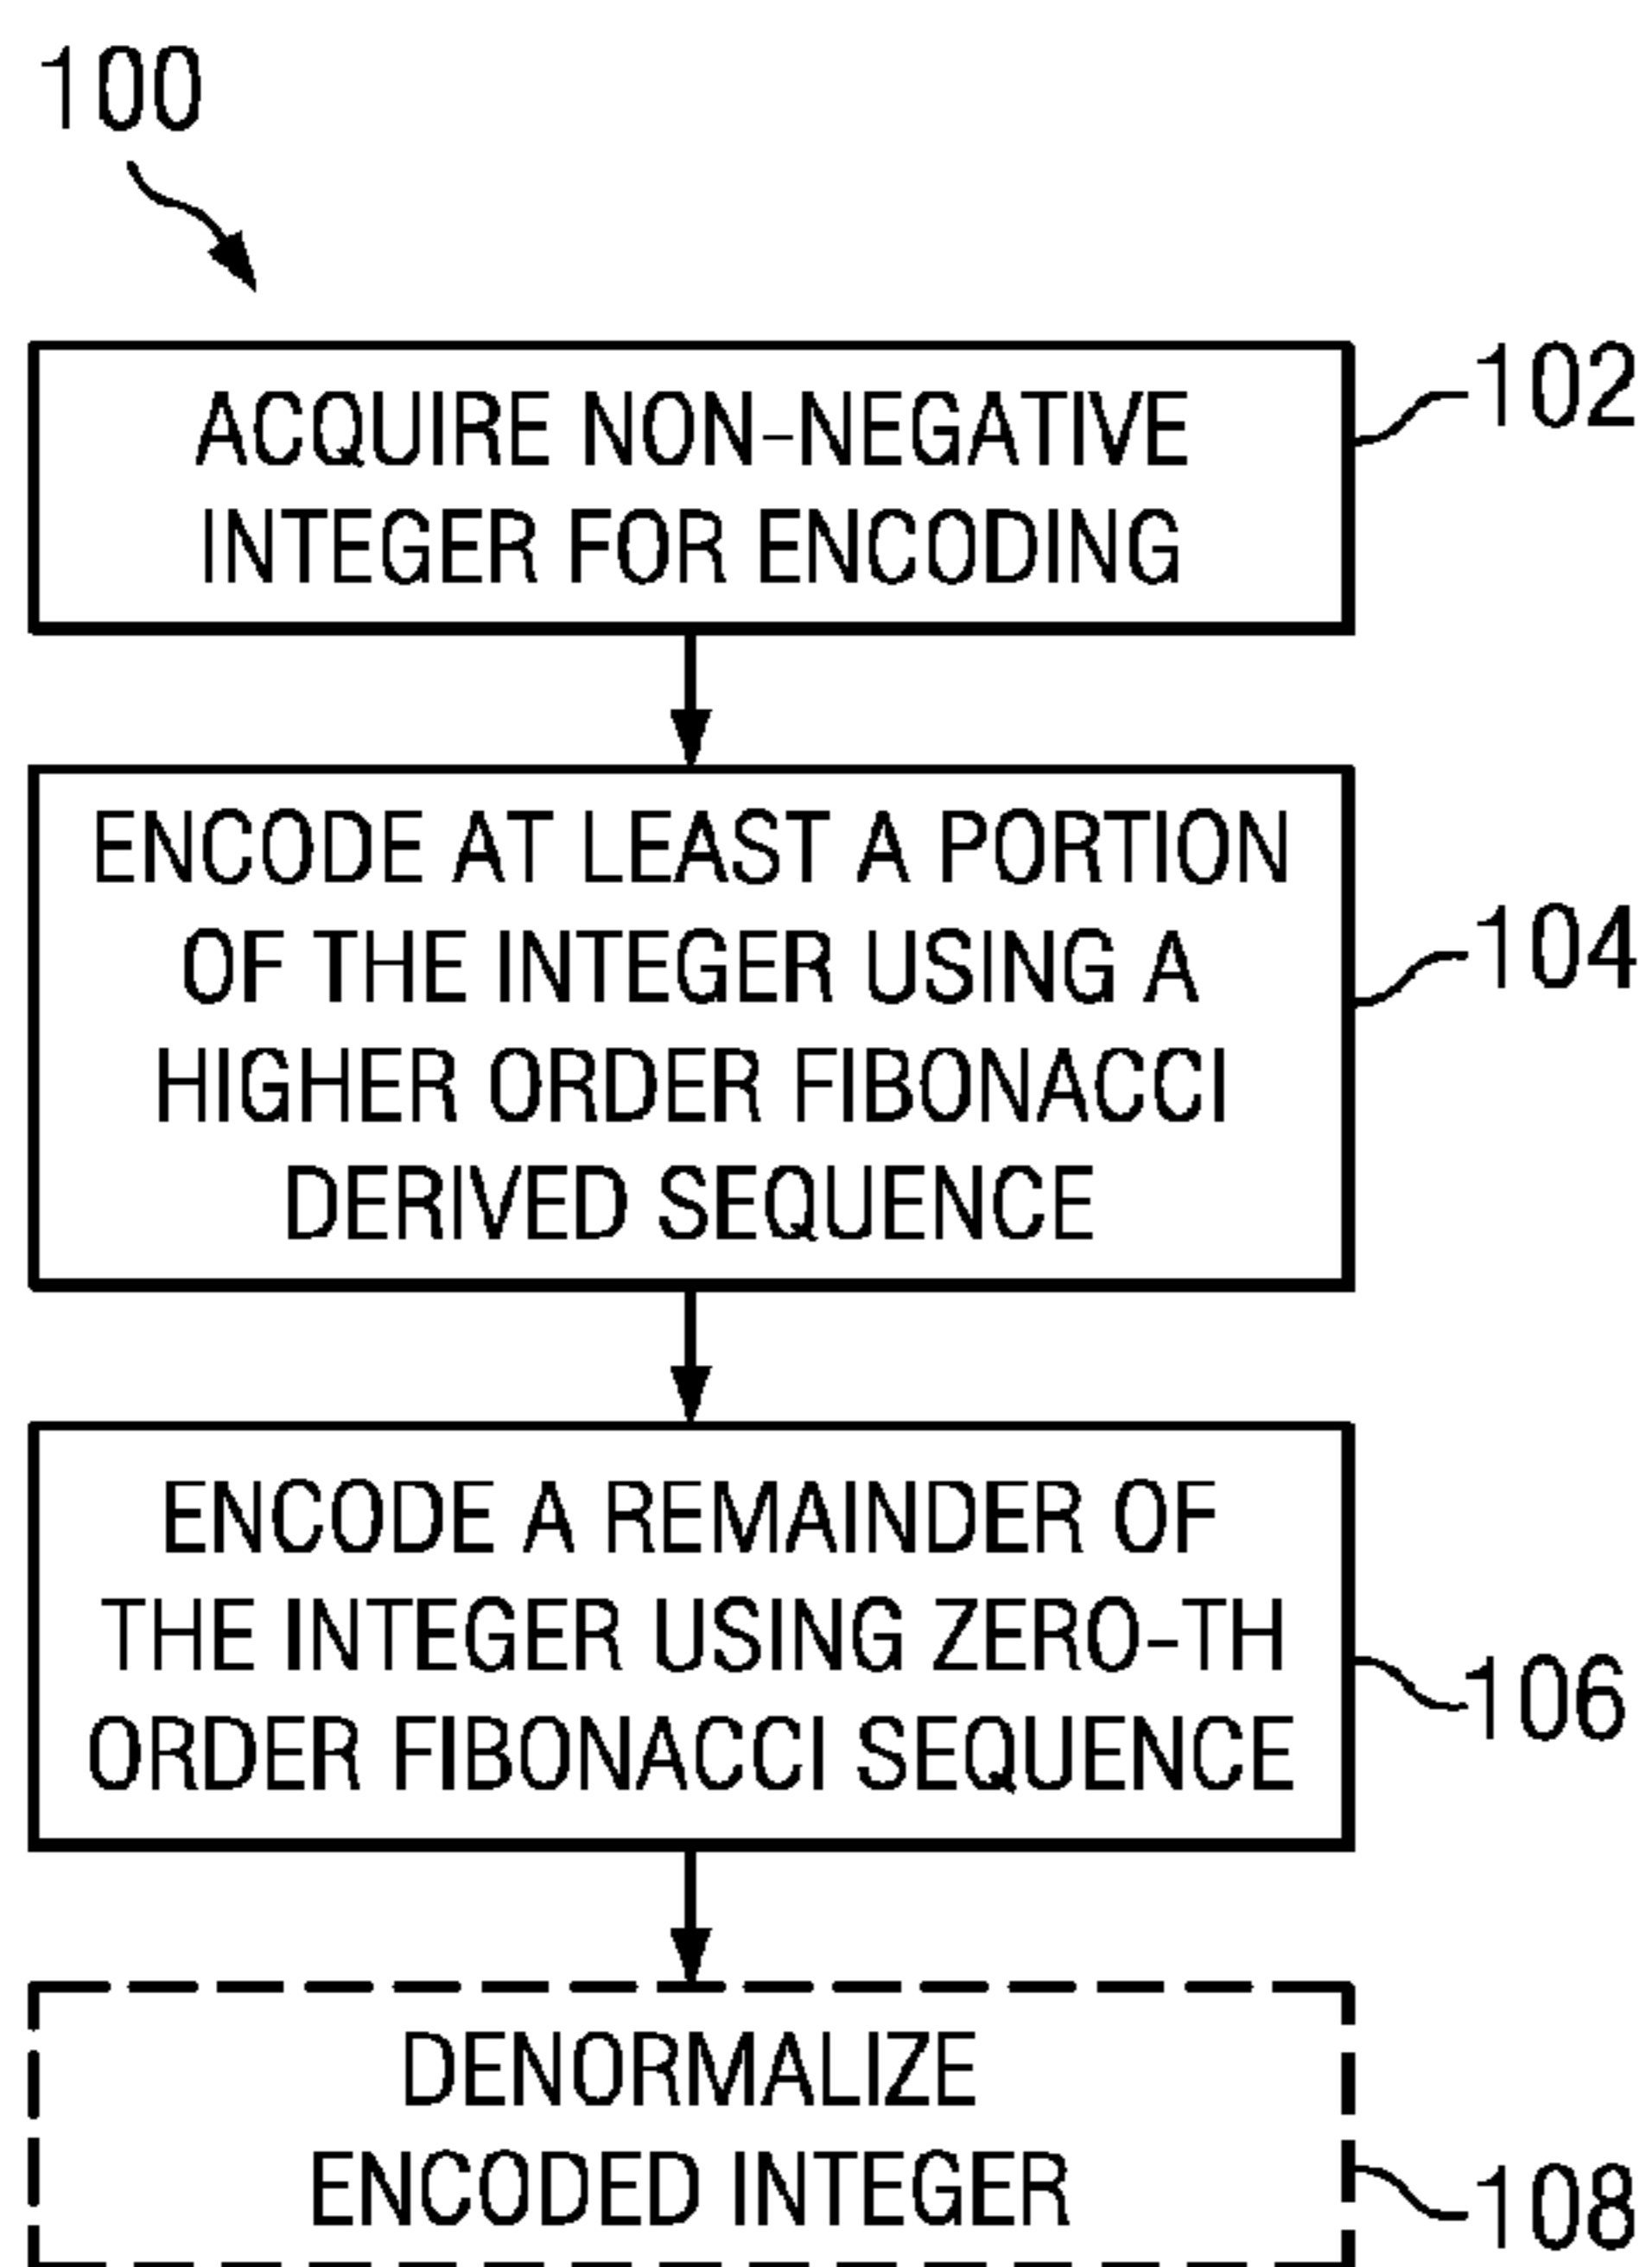 100
ACQUIRE NON-NEGATIVE
INTEGER FOR ENCODING
102
ENCODE AT LEAST A PORTION
OF THE INTEGER USING A
HIGHER ORDER FIBONACCI
DERIVED SEQUENCE
104
ENCODE A REMAINDER OF
THE INTEGER USING ZERO-TH
ORDER FIBONACCI SEQUENCE
106
DENORMALIZE
ENCODED INTEGER
108